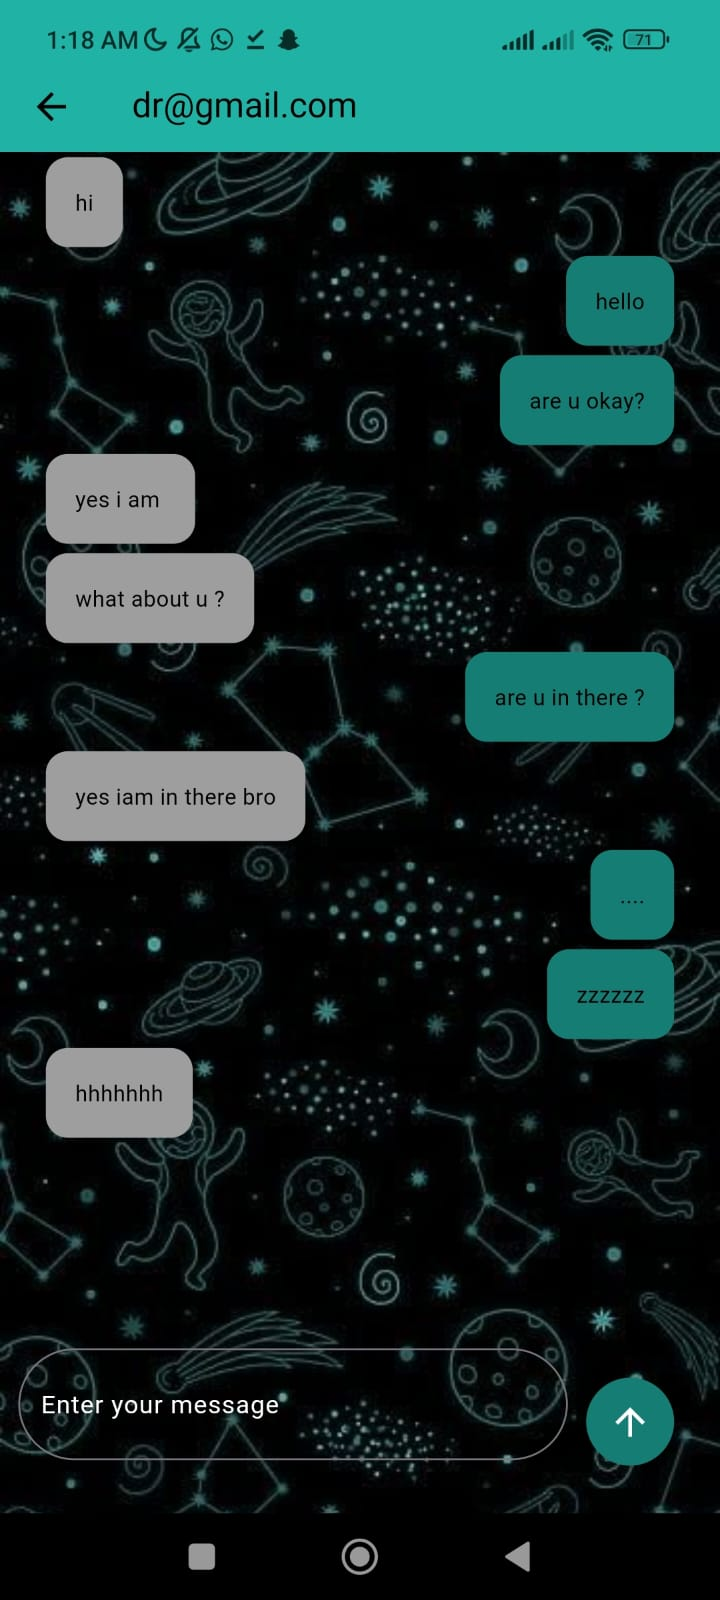 1:18 AM 71
dr@gmail.com
hi
hello
are u okay?
yes i am
what about u ?
are u in there ?
yes iam in there bro
....
zzzzzz
hhhhhhh
Enter your message